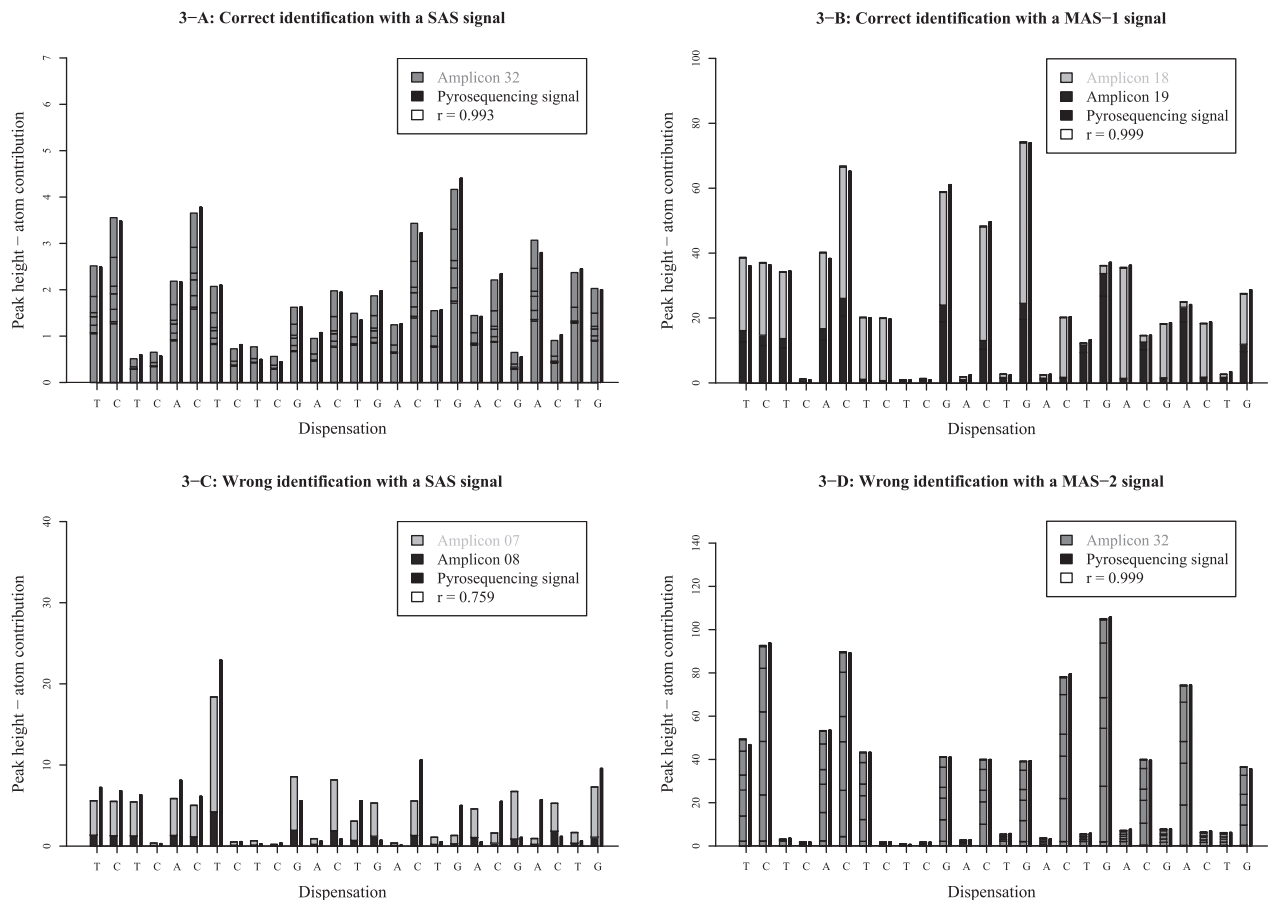 3−A: Correct identification with a SAS signal
Peak height − atom contribution
7
6
5
4
3
2
1
0
Amplicon 32
Pyrosequencing signal
r = 0.993
T C T C A C T C T C G A C T G A C T G A C G A C T G
Dispensation
3−B: Correct identification with a MAS−1 signal
Peak height − atom contribution
100
80
60
40
20
0
Amplicon 18
Amplicon 19
Pyrosequencing signal
r = 0.999
T C T C A C T C T C G A C T G A C T G A C G A C T G
Dispensation
3−C: Wrong identification with a SAS signal
Peak height − atom contribution
40
30
20
10
0
Amplicon 07
Amplicon 08
Pyrosequencing signal
r = 0.759
T C T C A C T C T C G A C T G A C T G A C G A C T G
Dispensation
3−D: Wrong identification with a MAS−2 signal
Peak height − atom contribution
140
120
100
80
60
40
20
0
Amplicon 32
Pyrosequencing signal
r = 0.999
T C T C A C T C T C G A C T G A C T G A C G A C T G
Dispensation